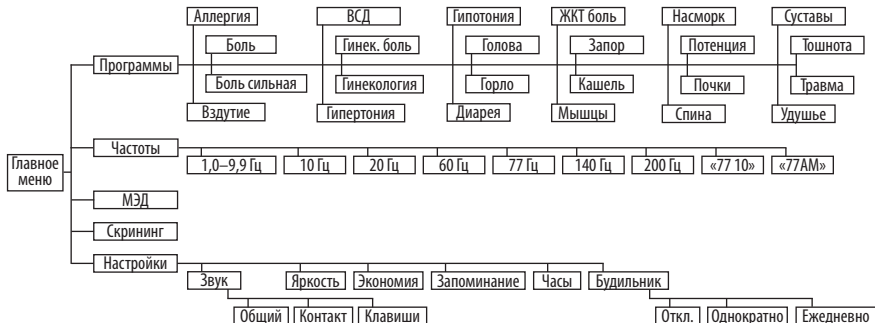 Аллергия
ВСД
Гипотония
ЖКТ боль
Насморк
Суставы
Боль
Гинек. боль
Голова
Запор
Потенция
Тошнота
Программы
Боль сильная
Гинекология
Горло
Кашель
Почки
Травма
Вздутие
Гипертония
Диарея
Мышцы
Спина
Удушье
Главное
меню
Частоты
1,0–9,9 Гц
10 Гц
20 Гц
60 Гц
77 Гц
140 Гц
200 Гц
«77 10»
«77АМ»
МЭД
Скрининг
Настройки
Звук
Яркость
Экономия
Запоминание
Часы
Будильник
Общий
Контакт
Клавиши
Откл.
Однократно
Ежедневно